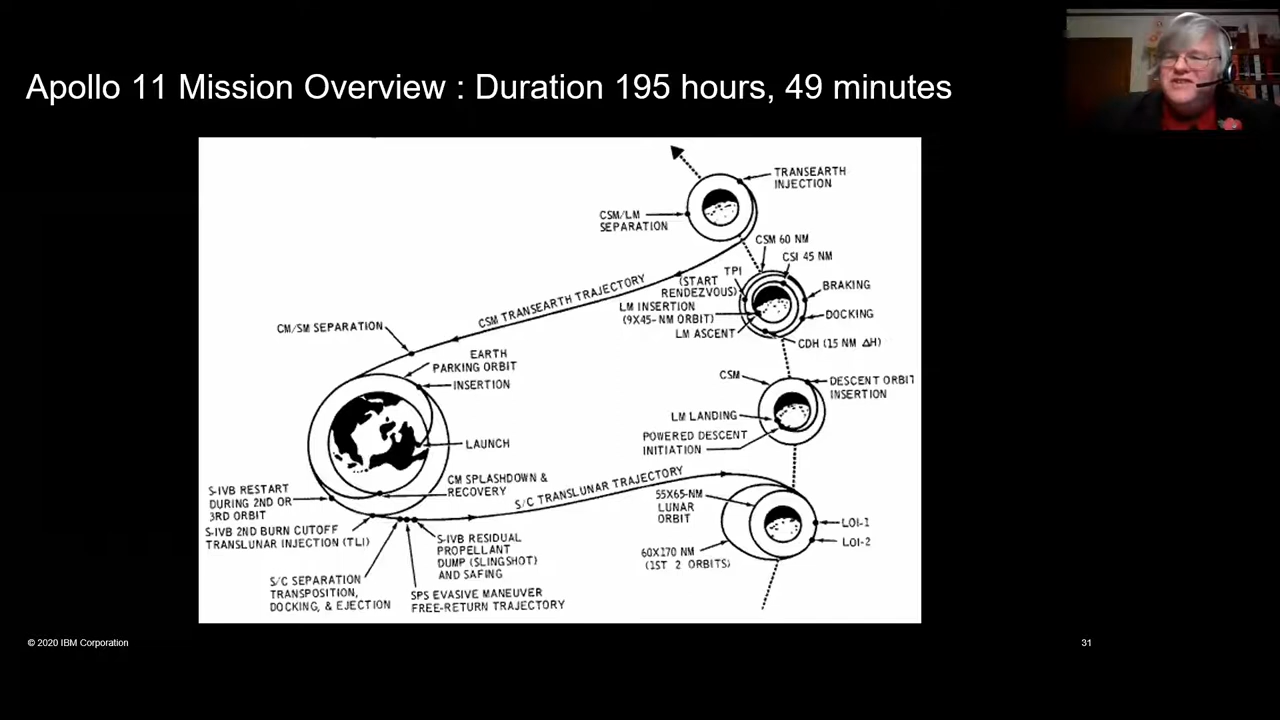 Apollo 11 Mission Overview : Duration 195 hours, 49 minutes
TRANSEARTH
INJECTION
CSM/LM
SEPARATION
CSM 60 NM
CSI 45 NM
TPI
(START
RENDEZVOUS)
BRAKING
LM INSERTION
(9X45-NM ORBIT)
DOCKING
LM ASCENT
CDH (15 NM ΔH)
CSM TRANSEARTH TRAJECTORY
CM/SM SEPARATION
EARTH
PARKING ORBIT
INSERTION
CSM
DESCENT ORBIT
INSERTION
LM LANDING
POWERED DESCENT
INITIATION
LAUNCH
CM SPLASHDOWN &
RECOVERY
S/C TRANSLUNAR TRAJECTORY
S-IVB RESTART
DURING 2ND OR
3RD ORBIT
55X65-NM
LUNAR
ORBIT
LOI-1
LOI-2
S-IVB 2ND BURN CUTOFF
TRANSLUNAR INJECTION (TLI)
S-IVB RESIDUAL
PROPELLANT
DUMP (SLINGSHOT)
AND SAFING
60X170 NM
(1ST 2 ORBITS)
S/C SEPARATION
TRANSPOSITION,
DOCKING, & EJECTION
SPS EVASIVE MANEUVER
FREE-RETURN TRAJECTORY
© 2020 IBM Corporation
31